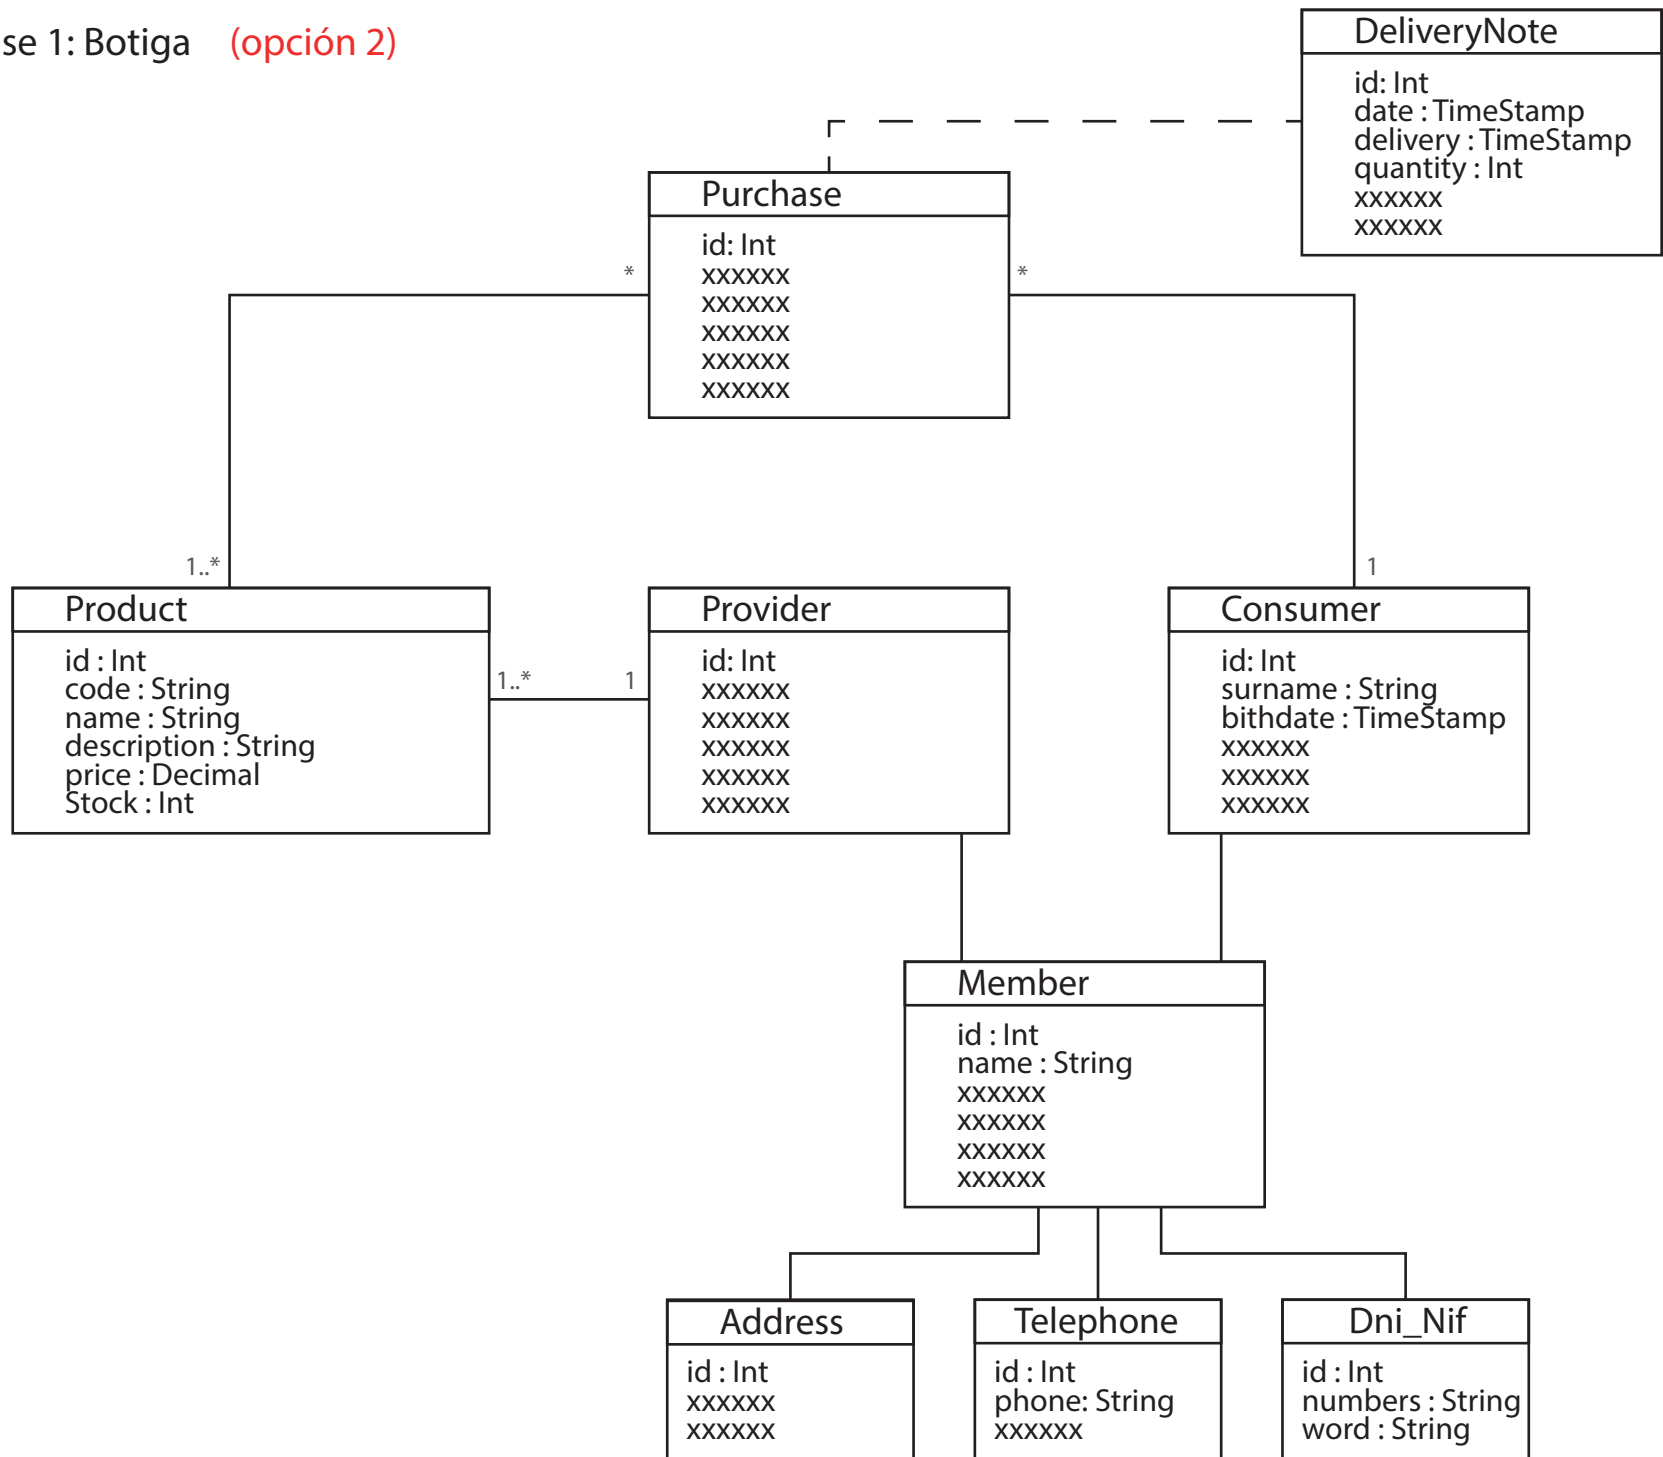 se 1: Botiga (opción 2)
DeliveryNote
id: Int
date : TimeStamp
delivery : TimeStamp
quantity : Int
xxxxxx
xxxxxx
Purchase
id: Int
xxxxxx
xxxxxx
xxxxxx
xxxxxx
xxxxxx
*
*
1..*
1
Product
id : Int
code : String
name : String
description : String
price : Decimal
Stock : Int
1..*
1
Provider
id: Int
xxxxxx
xxxxxx
xxxxxx
xxxxxx
xxxxxx
Consumer
id: Int
surname : String
bithdate : TimeStamp
xxxxxx
xxxxxx
xxxxxx
Member
id : Int
name : String
xxxxxx
xxxxxx
xxxxxx
xxxxxx
Address
id : Int
xxxxxx
xxxxxx
Telephone
id : Int
phone: String
xxxxxx
Dni_Nif
id : Int
numbers : String
word : String